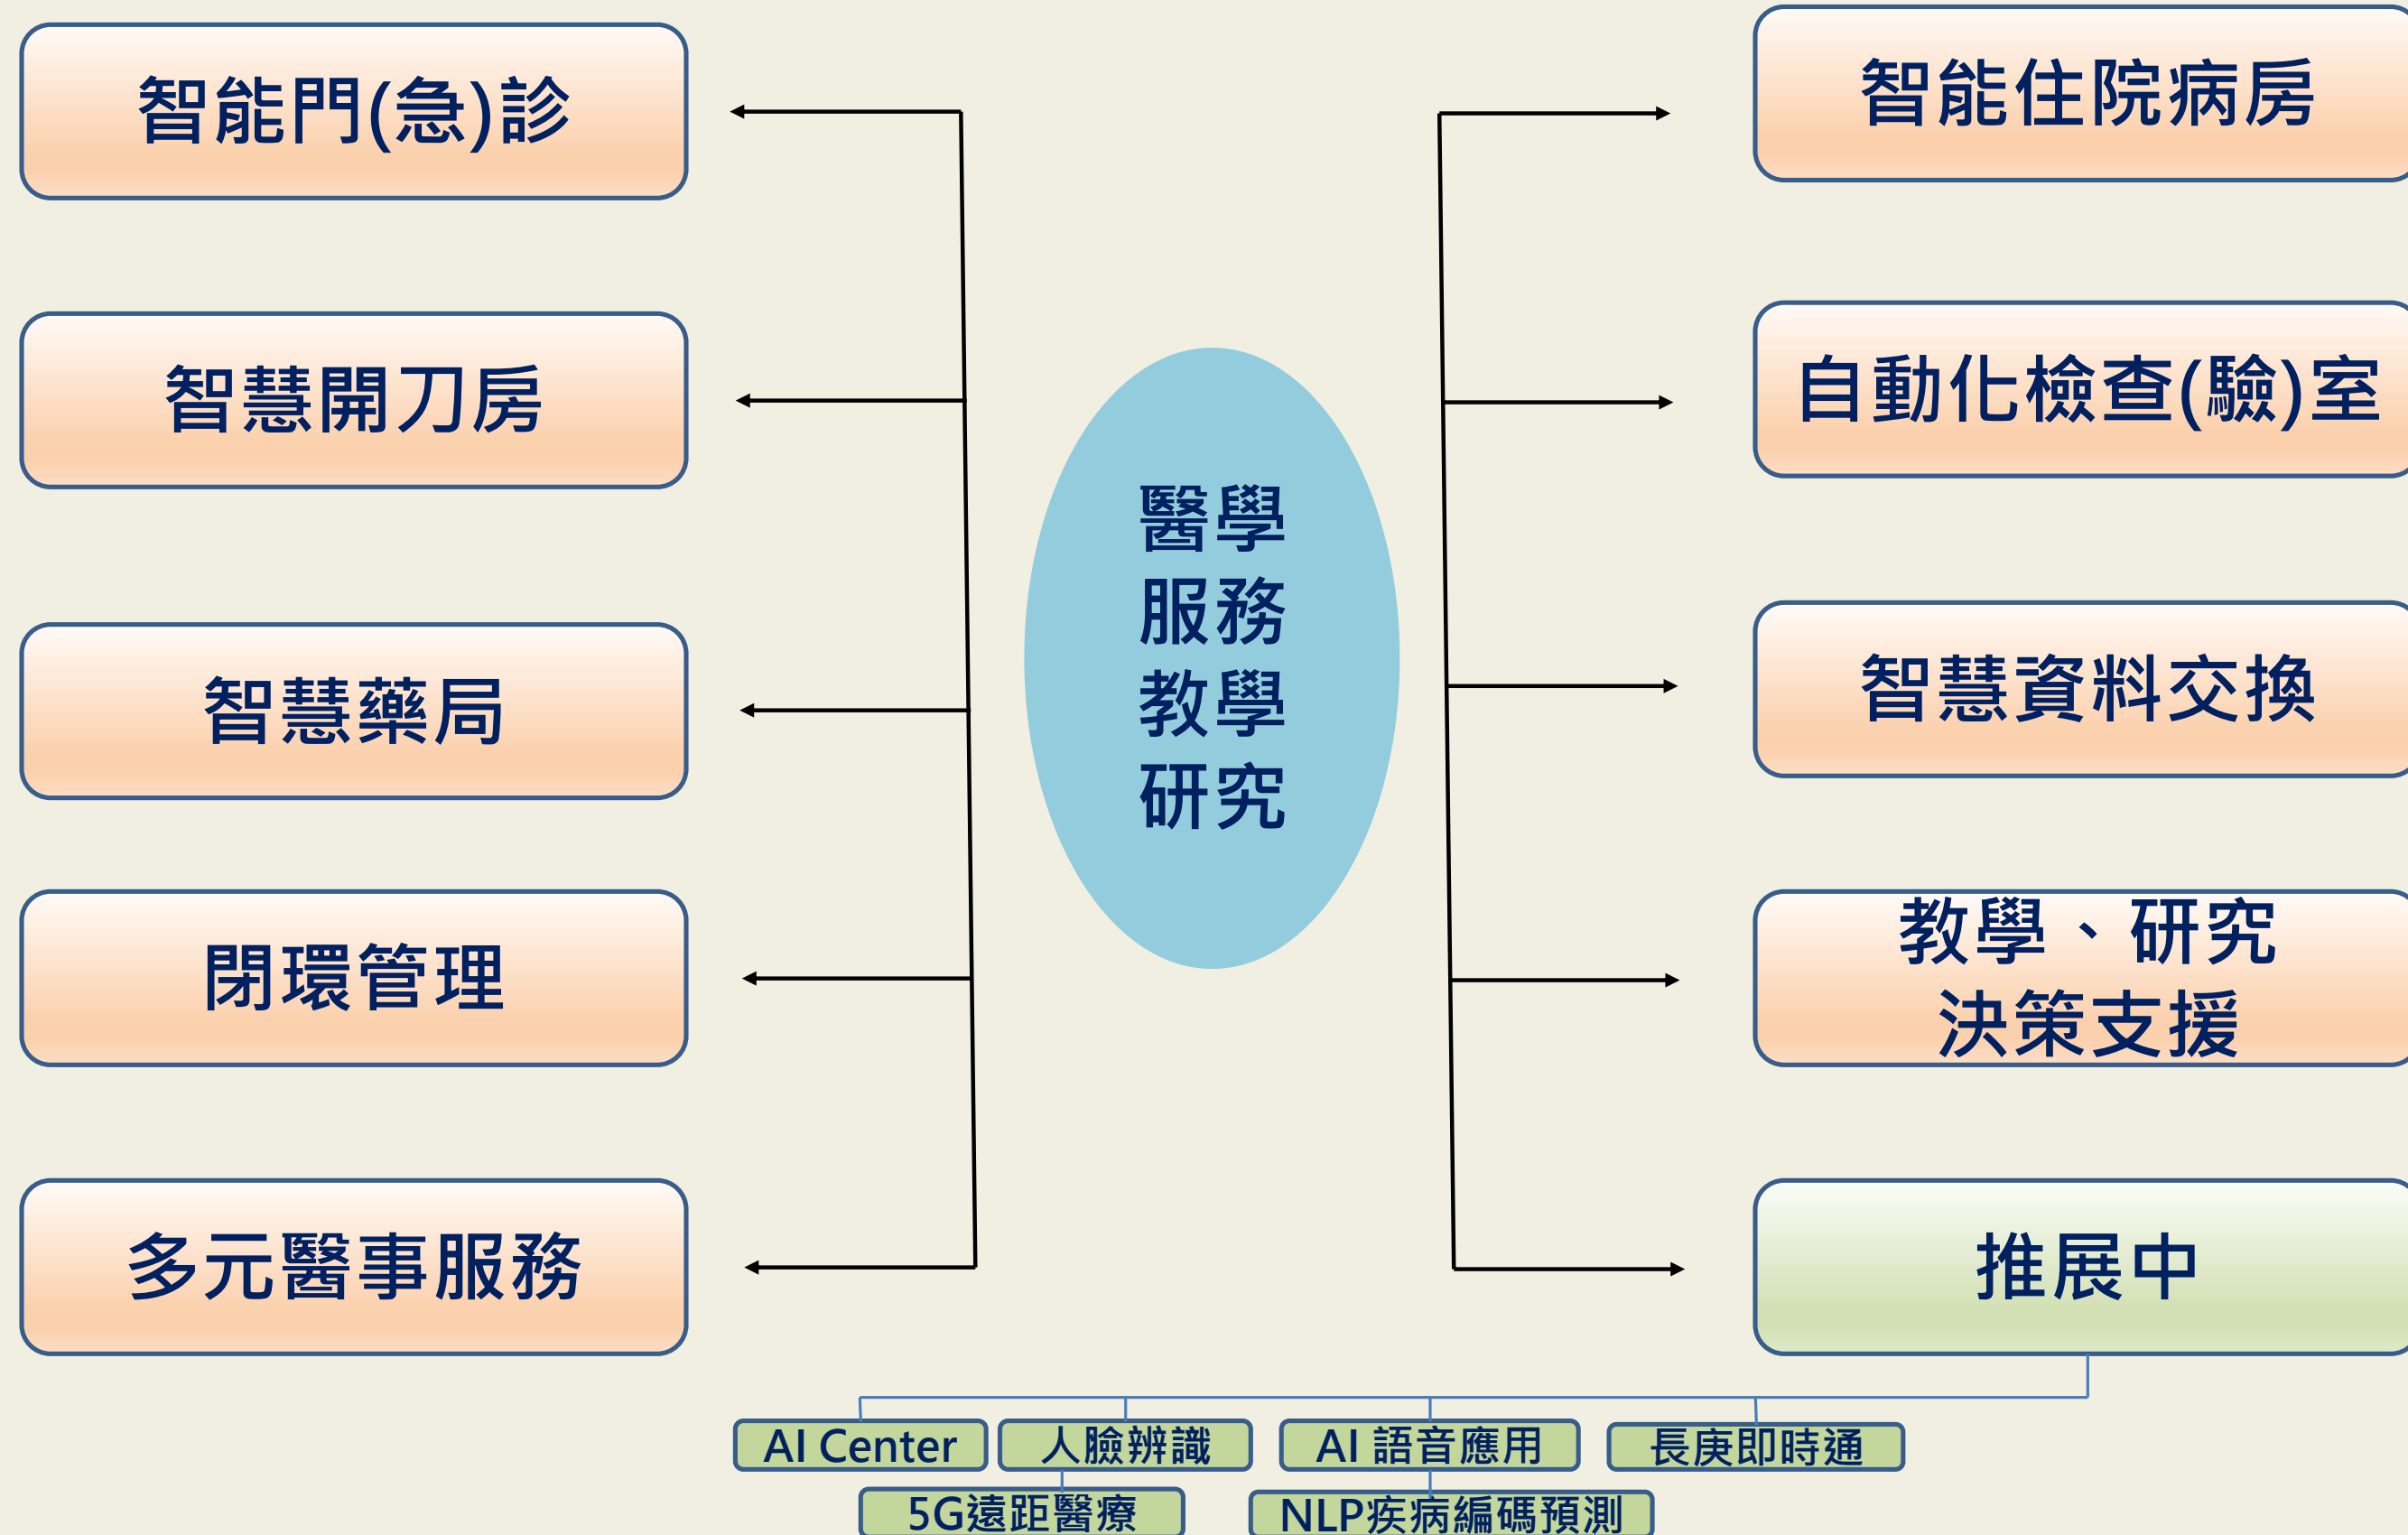 智能門(急)診
智慧開刀房
智慧藥局
閉環管理
多元醫事服務
醫學
服務
教學
研究
智能住院病房
自動化檢查(驗)室
智慧資料交換
教學、研究
決策支援
推展中
AI Center
人臉辨識
AI 語音應用
長庚即時通
5G遠距醫療
NLP疾病編碼預測